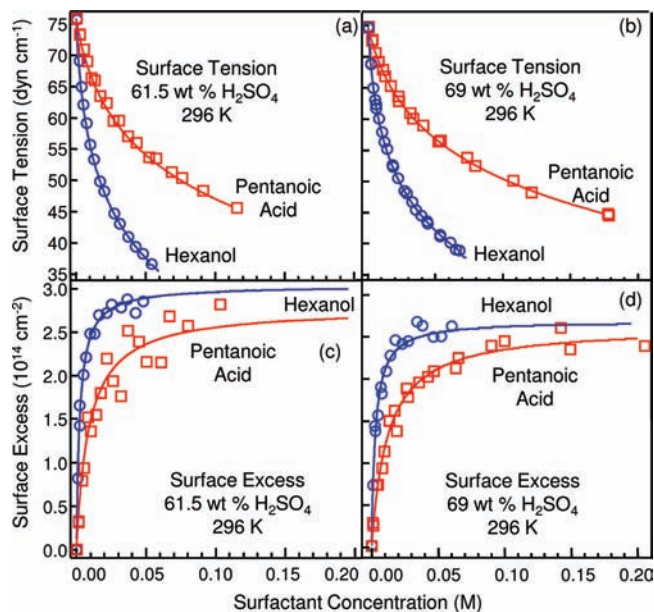 (a)
Surface Tension
61.5 wt % H₂SO₄
296 K
Pentanoic
Acid
Hexanol
Surface Tension (dyn cm⁻¹)
75
70
65
60
55
50
45
40
35
(b)
Surface Tension
69 wt % H₂SO₄
296 K
Pentanoic
Acid
Hexanol
Surface Excess (10¹⁴ cm⁻²)
3.0
2.5
2.0
1.5
1.0
0.5
0.0
Hexanol
(c)
Pentanoic
Acid
Surface Excess
61.5 wt % H₂SO₄
296 K
0.00 0.05 0.10 0.15
Hexanol
(d)
Pentanoic
Acid
Surface Excess
69 wt % H₂SO₄
296 K
0.00 0.05 0.10 0.15 0.20
Surfactant Concentration (M)